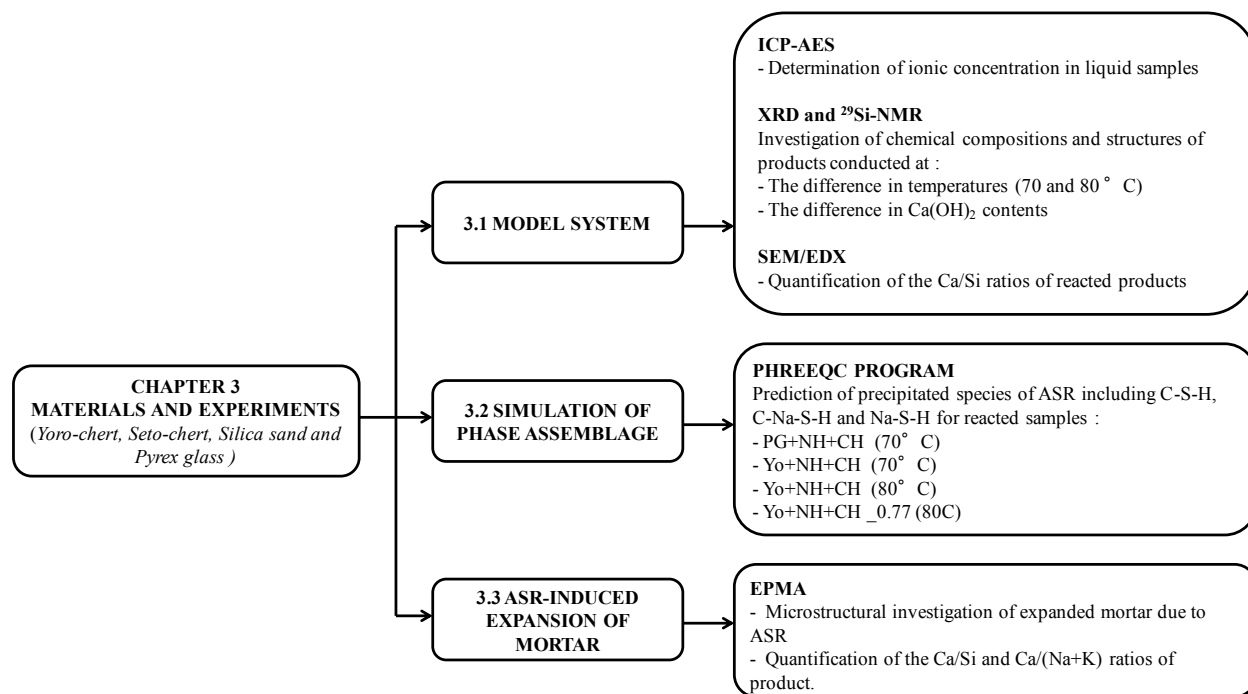 CHAPTER 3
MATERIALS AND EXPERIMENTS
(Yoro-chert, Seto-chert, Silica sand and
Pyrex glass )
3.1 MODEL SYSTEM
ICP-AES
- Determination of ionic concentration in liquid samples
XRD and ²⁹Si-NMR
Investigation of chemical compositions and structures of
products conducted at :
- The difference in temperatures (70 and 80 ° C)
- The difference in Ca(OH)₂ contents
SEM/EDX
- Quantification of the Ca/Si ratios of reacted products
3.2 SIMULATION OF
PHASE ASSEMBLAGE
PHREEQC PROGRAM
Prediction of precipitated species of ASR including C-S-H,
C-Na-S-H and Na-S-H for reacted samples :
- PG+NH+CH (70° C)
- Yo+NH+CH (70° C)
- Yo+NH+CH (80° C)
- Yo+NH+CH _0.77 (80C)
3.3 ASR-INDUCED
EXPANSION OF
MORTAR
EPMA
- Microstructural investigation of expanded mortar due to
ASR
- Quantification of the Ca/Si and Ca/(Na+K) ratios of
product.